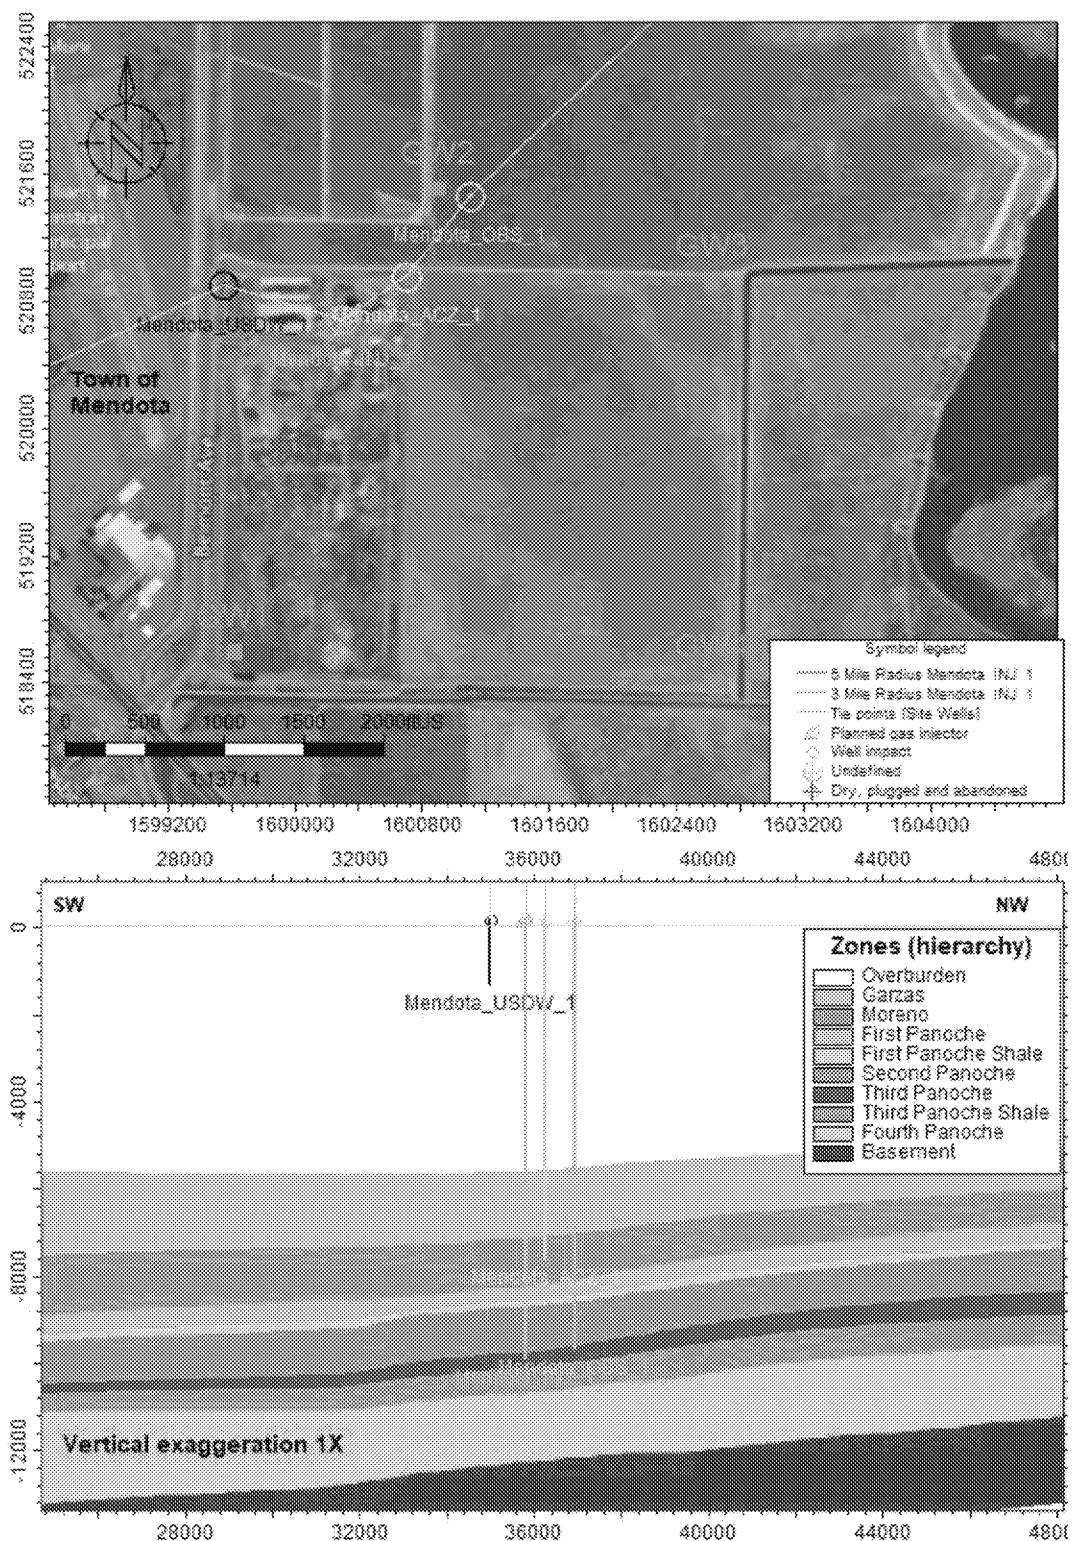 522400
521600
520800
520000
519200
518400
Mendota_OBS_1
Mendota_ACZ_1
Mendota_USDW_1
Town of
Mendota
0 500 1000 1500 2000ftUS
1:13714
Symbol legend
5 Mile Radius Mendota INJ 1
3 Mile Radius Mendota INJ 1
Tie points [Site Wells]
Planned gas injector
Well impact
Undefined
Dry, plugged and abandoned
1599200 1600000 1600800 1601600 1602400 1603200 1604000
28000 32000 36000 40000 44000 480
SW NW
0
-4000
-8000
-12000
Mendota_USDW_1
Zones (hierarchy)
Overburden
Garzas
Moreno
First Panoche
First Panoche Shale
Second Panoche
Third Panoche
Third Panoche Shale
Fourth Panoche
Basement
Vertical exaggeration 1X
28000 32000 36000 40000 44000 480